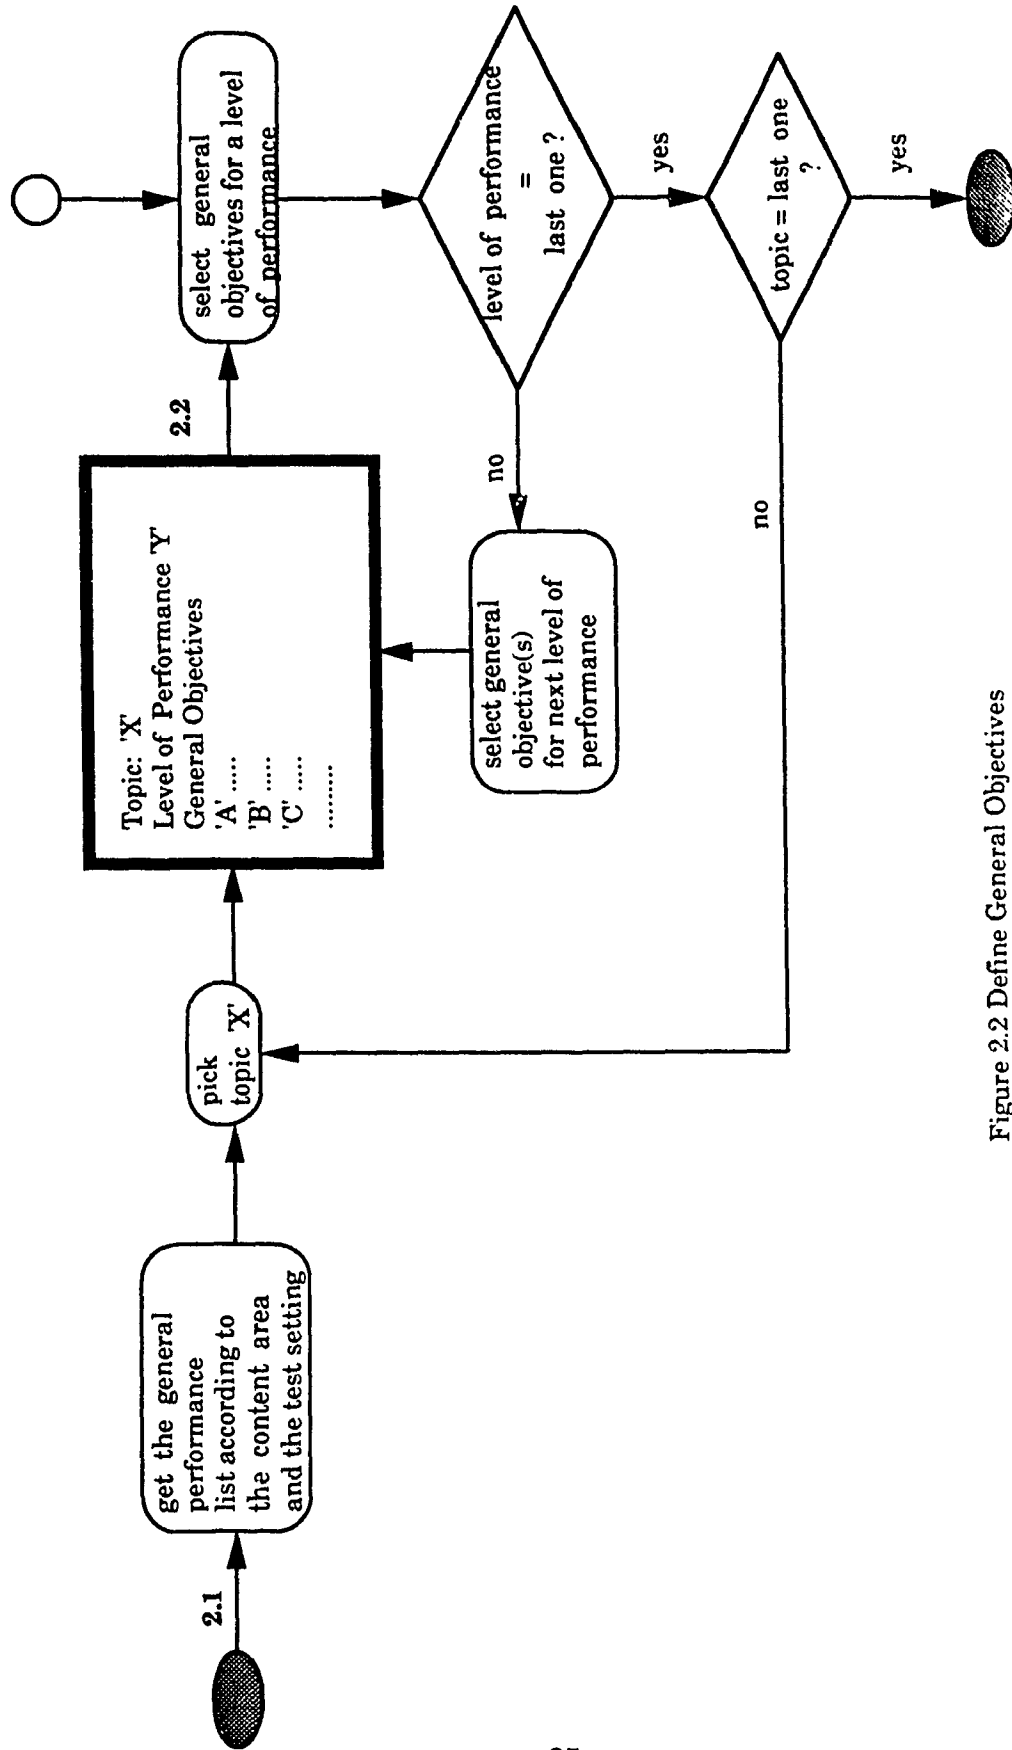 2.1
get the general
performance
list according to
the content area
and the test setting
pick
topic 'X'
Topic: 'X'
Level of Performance 'Y'
General Objectives
'A' .....
'B' .....
'C' .....
.........
2.2
select general
objectives for a level
of performance
level of performance
=
last one ?
no
select general
objective(s)
for next level of
performance
yes
topic = last one
?
no
yes
Figure 2.2 Define General Objectives